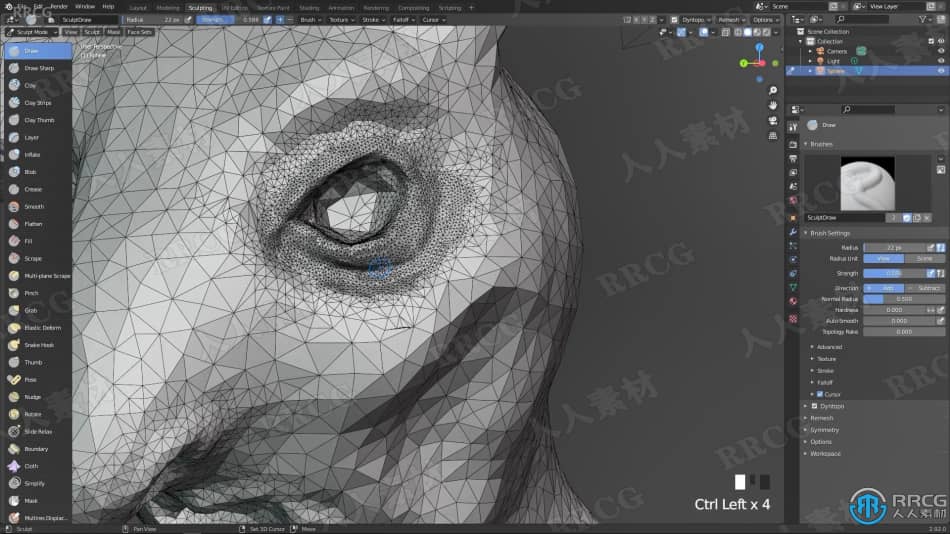 File Edit Render Window Help Layout Modeling Sculpting UV Editing Texture Paint Shading Animation Rendering Compositing Scripting Scene View Layer
SculptDraw Radius 22 px Strength 0.586 Brush Texture Stroke Falloff Cursor X Y Z Dyntopo Remesh Options
Sculpt Mode View Sculpt Mask Face Sets
User Perspective
Draw
Draw Sharp
Clay
Clay Strips
Clay Thumb
Layer
Inflate
Blob
Crease
Smooth
Flatten
Fill
Scrape
Multi-plane Scrape
Pinch
Grab
Elastic Deform
Snake Hook
Thumb
Pose
Nudge
Rotate
Slide Relax
Boundary
Cloth
Simplify
Mask
Multires Displac...
Scene Collection
Collection
Camera
Light
Sphere
Draw
Brushes
SculptDraw 2
Brush Settings
Radius 22 px
Radius Unit View Scene
Strength
Direction Add Subtract
Normal Radius 0.500
Hardness 0.000
Auto-Smooth 0.000
Topology Rake 0.000
Advanced
Texture
Stroke
Falloff
Cursor
Dyntopo
Remesh
Symmetry
Options
Workspace
Ctrl Left x 4
RRCG
人人素材
Sculpt Pan View Set 3D Cursor Move 2.92.0